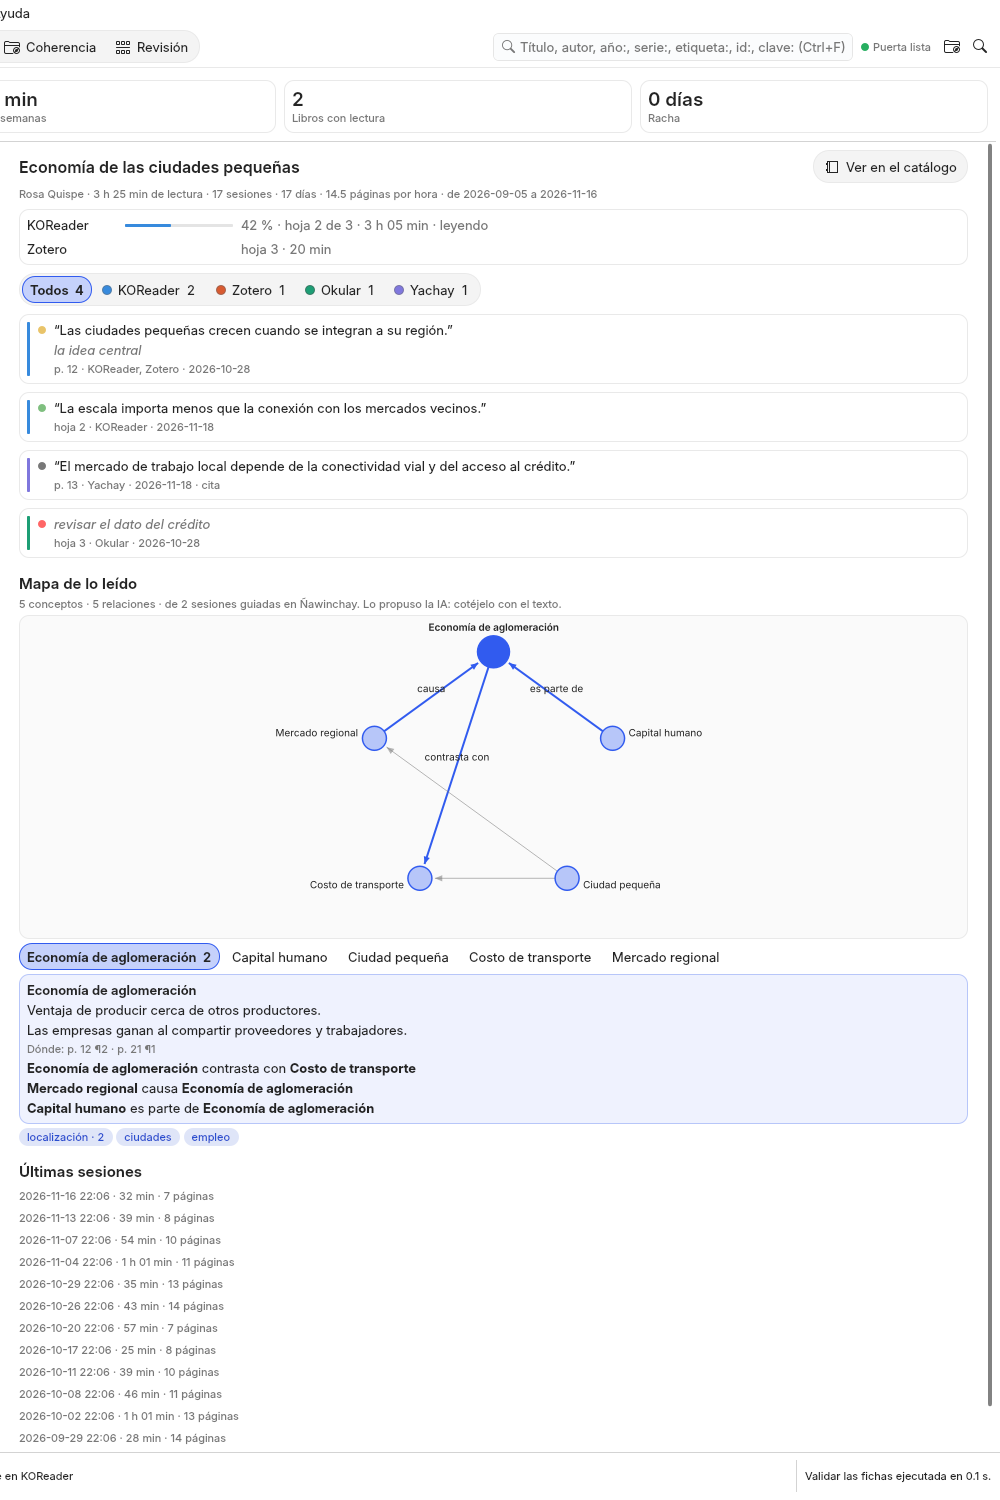 yuda
Coherencia Revisión Título, autor, año:, serie:, etiqueta:, id:, clave: (Ctrl+F) Puerta lista
min
semanas
2
Libros con lectura
0 días
Racha
Economía de las ciudades pequeñas
Ver en el catálogo
Rosa Quispe · 3 h 25 min de lectura · 17 sesiones · 17 días · 14.5 páginas por hora · de 2026-09-05 a 2026-11-16
KOReader 42 % · hoja 2 de 3 · 3 h 05 min · leyendo
Zotero hoja 3 · 20 min
Todos 4 KOReader 2 Zotero 1 Okular 1 Yachay 1
“Las ciudades pequeñas crecen cuando se integran a su región.”
la idea central
p. 12 · KOReader, Zotero · 2026-10-28
“La escala importa menos que la conexión con los mercados vecinos.”
hoja 2 · KOReader · 2026-11-18
“El mercado de trabajo local depende de la conectividad vial y del acceso al crédito.”
p. 13 · Yachay · 2026-11-18 · cita
revisar el dato del crédito
hoja 3 · Okular · 2026-10-28
Mapa de lo leído
5 conceptos · 5 relaciones · de 2 sesiones guiadas en Ñawinchay. Lo propuso la IA: cotéjelo con el texto.
Economía de aglomeración
causa
es parte de
Mercado regional
Capital humano
contrasta con
Costo de transporte
Ciudad pequeña
Economía de aglomeración 2 Capital humano Ciudad pequeña Costo de transporte Mercado regional
Economía de aglomeración
Ventaja de producir cerca de otros productores.
Las empresas ganan al compartir proveedores y trabajadores.
Dónde: p. 12 ¶2 · p. 21 ¶1
Economía de aglomeración contrasta con Costo de transporte
Mercado regional causa Economía de aglomeración
Capital humano es parte de Economía de aglomeración
localización · 2 ciudades empleo
Últimas sesiones
2026-11-16 22:06 · 32 min · 7 páginas
2026-11-13 22:06 · 39 min · 8 páginas
2026-11-07 22:06 · 54 min · 10 páginas
2026-11-04 22:06 · 1 h 01 min · 11 páginas
2026-10-29 22:06 · 35 min · 13 páginas
2026-10-26 22:06 · 43 min · 14 páginas
2026-10-20 22:06 · 57 min · 7 páginas
2026-10-17 22:06 · 25 min · 8 páginas
2026-10-11 22:06 · 39 min · 10 páginas
2026-10-08 22:06 · 46 min · 11 páginas
2026-10-02 22:06 · 1 h 01 min · 13 páginas
2026-09-29 22:06 · 28 min · 14 páginas
en KOReader
Validar las fichas ejecutada en 0.1 s.